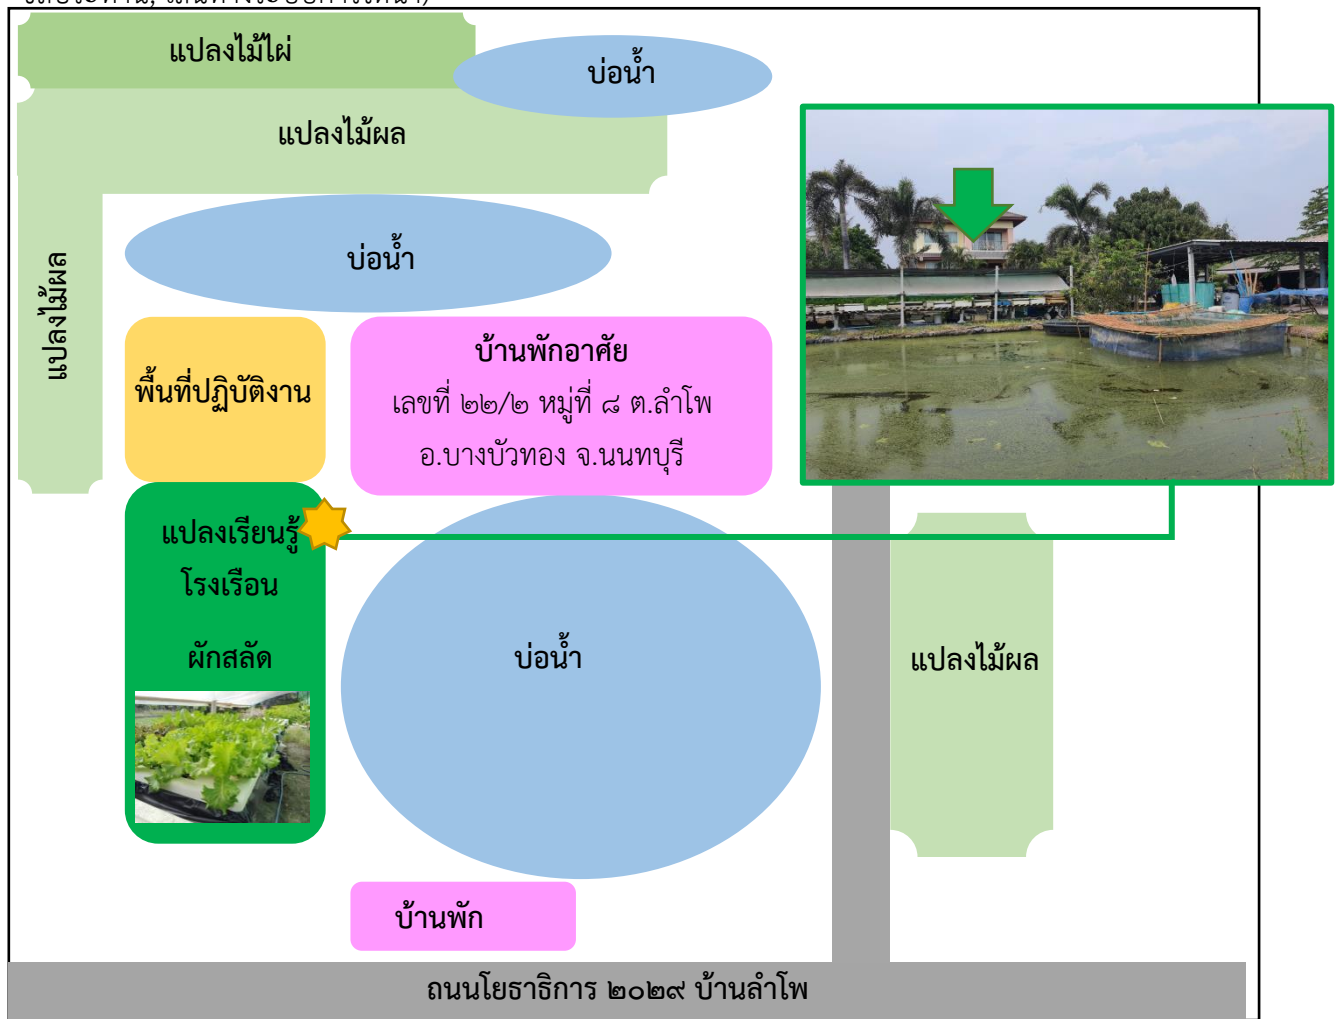 แปลงไม้ไผ่
บ่อน้ำ
แปลงไม้ผล
บ่อน้ำ
แปลงไม้ผล
บ้านพักอาศัย
เลขที่ ๒๒/๒ หมู่ที่ ๘ ต.ลำโพ
อ.บางบัวทอง จ.นนทบุรี
พื้นที่ปฏิบัติงาน
แปลงเรียนรู้
โรงเรือน
ผักสลัด
บ่อน้ำ
แปลงไม้ผล
บ้านพัก
ถนนโยธาธิการ ๒๐๒๙ บ้านลำโพ